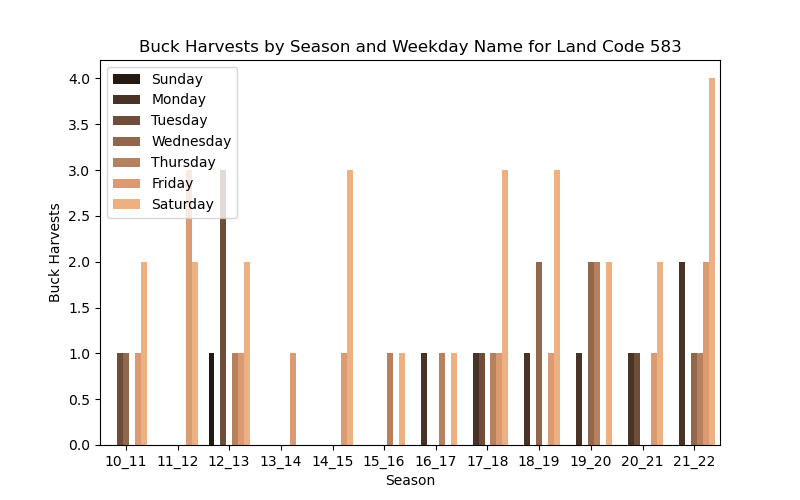 Buck Harvests by Season and Weekday Name for Land Code 583
Sunday
Monday
Tuesday
Wednesday
Thursday
Friday
Saturday
4.0
3.5
3.0
2.5
2.0
1.5
1.0
0.5
0.0
Buck Harvests
10_11 11_12 12_13 13_14 14_15 15_16 16_17 17_18 18_19 19_20 20_21 21_22
Season